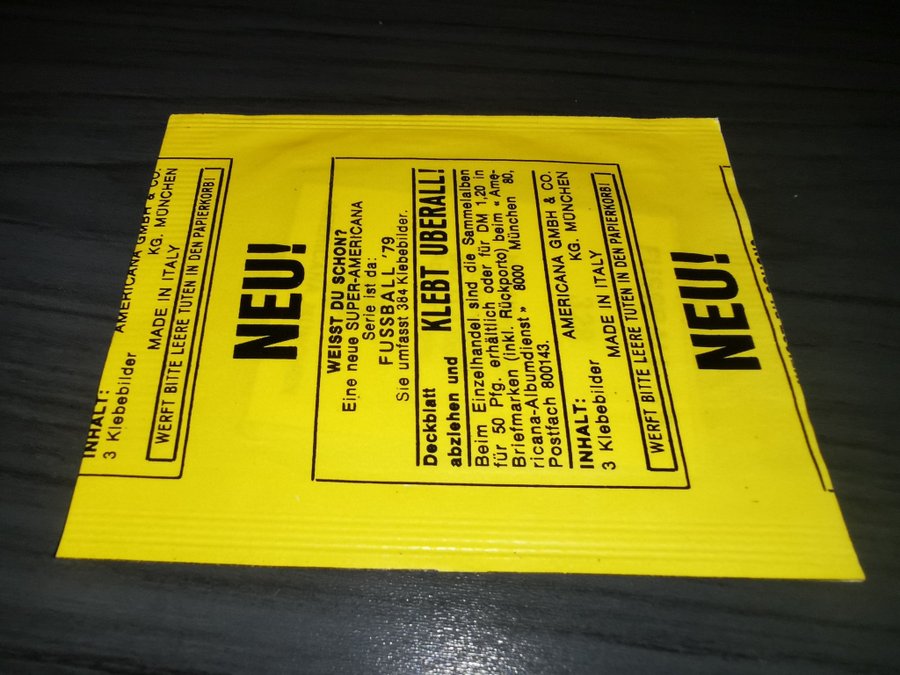 INHALT:
3 Klebebilder
AMERICANA GMBH & CO.
KG. MÜNCHEN
MADE IN ITALY
WERFT BITTE LEERE TÜTEN IN DEN PAPIERKORB!
NEU!
WEISST DU SCHON?
Eine neue SUPER-AMERICANA
Serie ist da:
FUSSBALL '79
Sie umfasst 384 Klebebilder.
Deckblatt
abziehen und KLEBT UBERALL!
Beim Einzelhandel sind die Sammelalben
für 50 Pfg. erhältlich oder für DM 1,20 in
Briefmarken (inkl. Rückporto) beim « Ame-
ricana-Albumdienst » 8000 München 80,
Postfach 800143.
AMERICANA GMBH & CO.
KG. MÜNCHEN
INHALT:
3 Klebebilder
MADE IN ITALY
WERFT BITTE LEERE TUTEN IN DEN PAPIERKORB!
NEU!